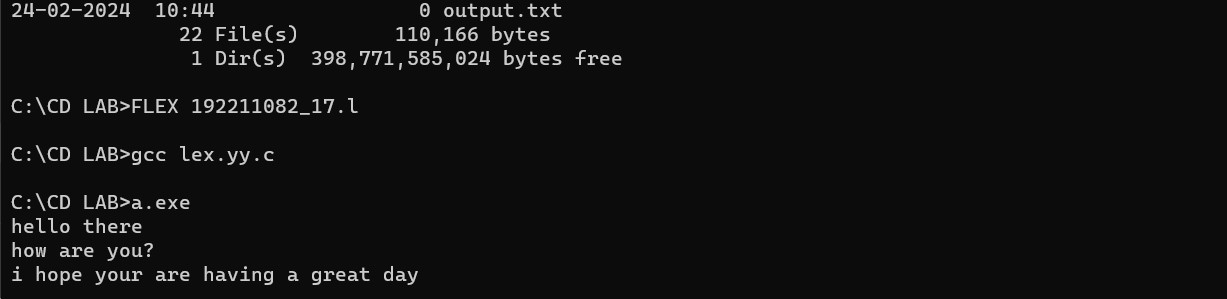 24-02-2024  10:44                 0 output.txt
              22 File(s)        110,166 bytes
               1 Dir(s)  398,771,585,024 bytes free
C:\CD LAB>FLEX 192211082_17.l
C:\CD LAB>gcc lex.yy.c
C:\CD LAB>a.exe
hello there
how are you?
i hope your are having a great day